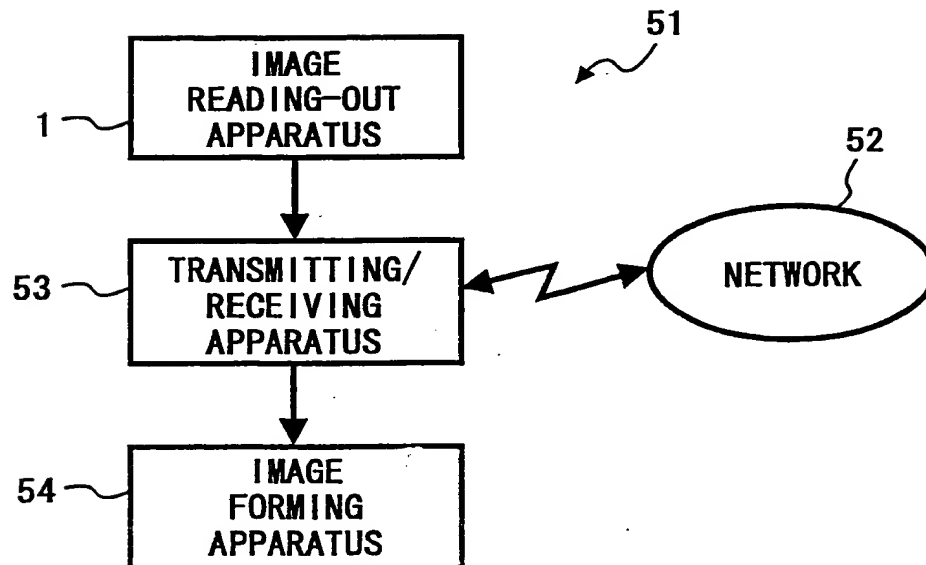 51
IMAGE
READING-OUT
APPARATUS
1
52
TRANSMITTING/
RECEIVING
APPARATUS
53
NETWORK
IMAGE
FORMING
APPARATUS
54